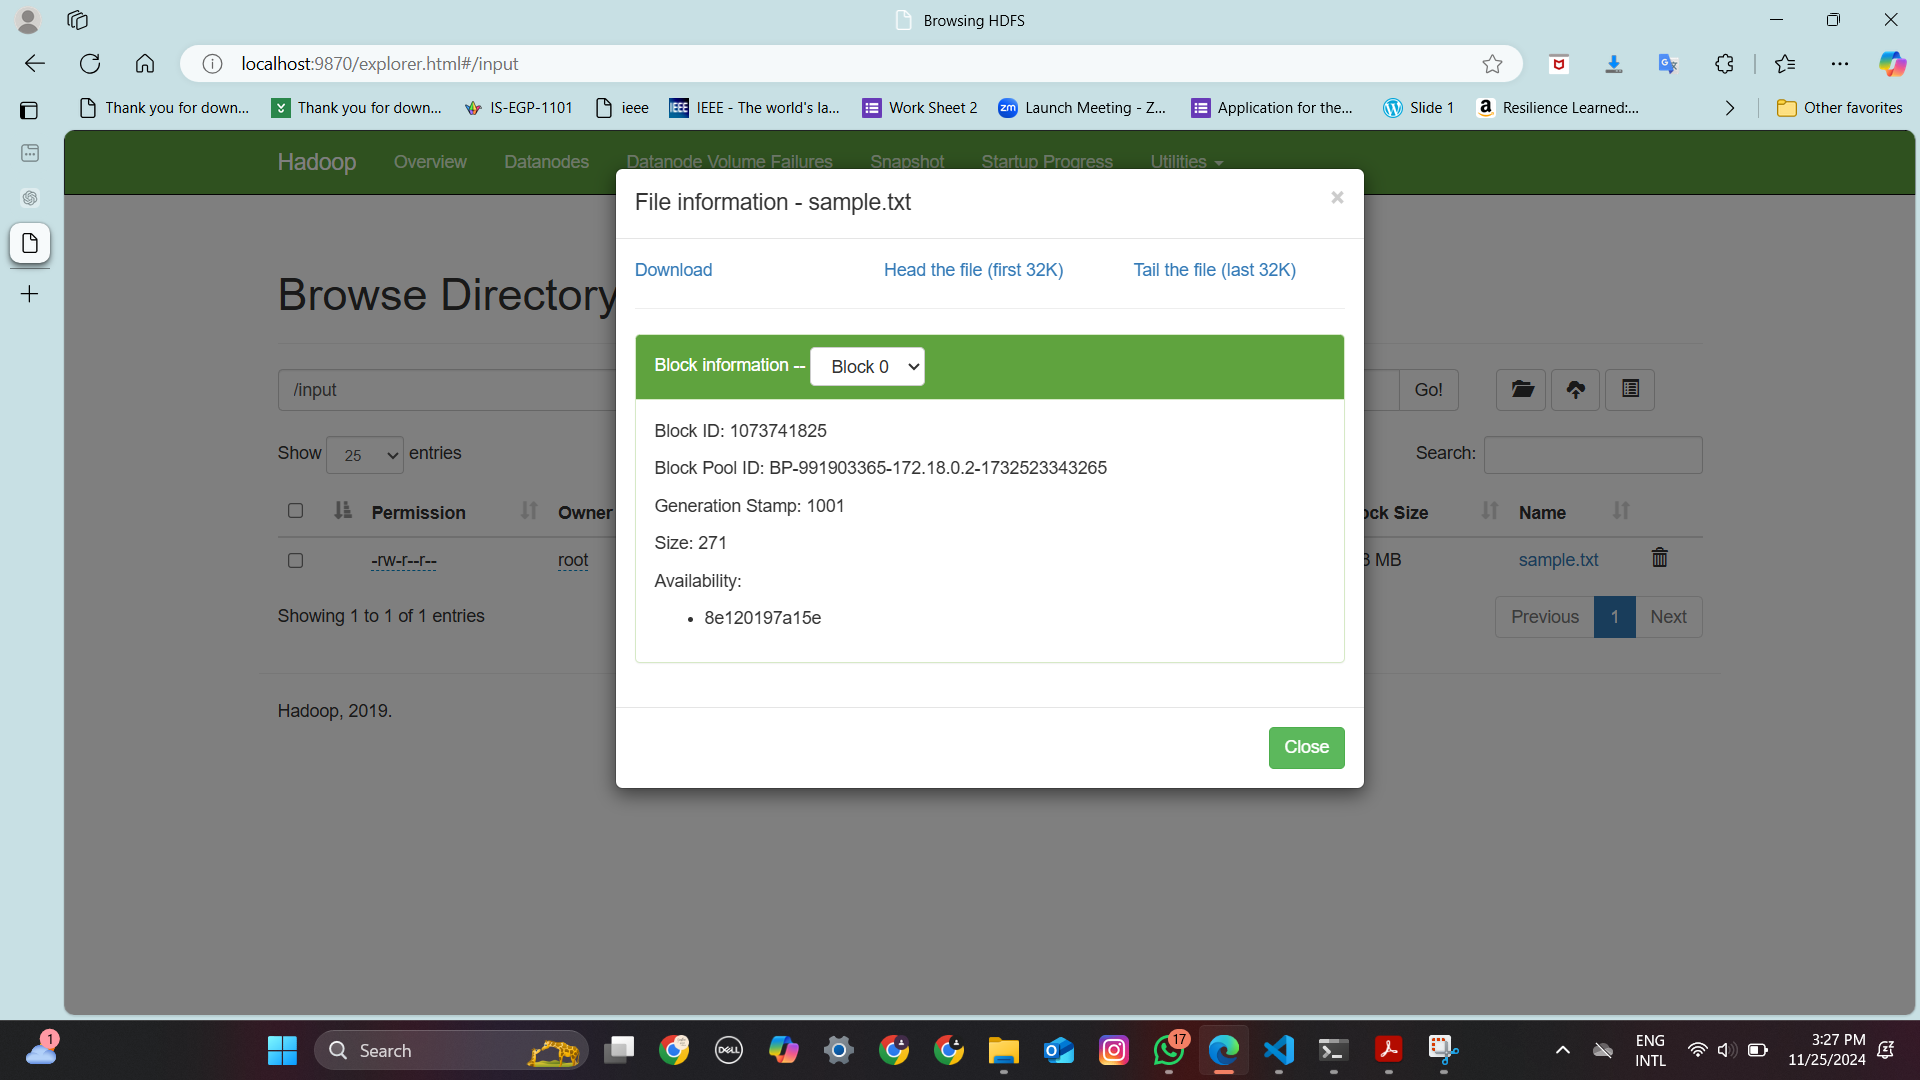 Browsing HDFS
localhost:9870/explorer.html#/input
Thank you for down...
Thank you for down...
IS-EGP-1101
ieee
IEEE
IEEE - The world's la...
Work Sheet 2
zm
Launch Meeting - Z...
Application for the...
Slide 1
a
Resilience Learned:...
Other favorites
Hadoop
Overview
Datanodes
Datanode Volume Failures
Snapshot
Startup Progress
Utilities
File information - sample.txt
×
Download
Head the file (first 32K)
Tail the file (last 32K)
Browse Directory
Block information --
Block 0
/input
Go!
Block ID: 1073741825
Show
25
entries
Search:
Block Pool ID: BP-991903365-172.18.0.2-1732523343265
Generation Stamp: 1001
Permission
Owner
ock Size
Name
Size: 271
-rw-r--r--
root
MB
sample.txt
Availability:
8e120197a15e
Showing 1 to 1 of 1 entries
Previous
1
Next
Hadoop, 2019.
Close
1
Search
DELL
17
ENG
INTL
3:27 PM
11/25/2024